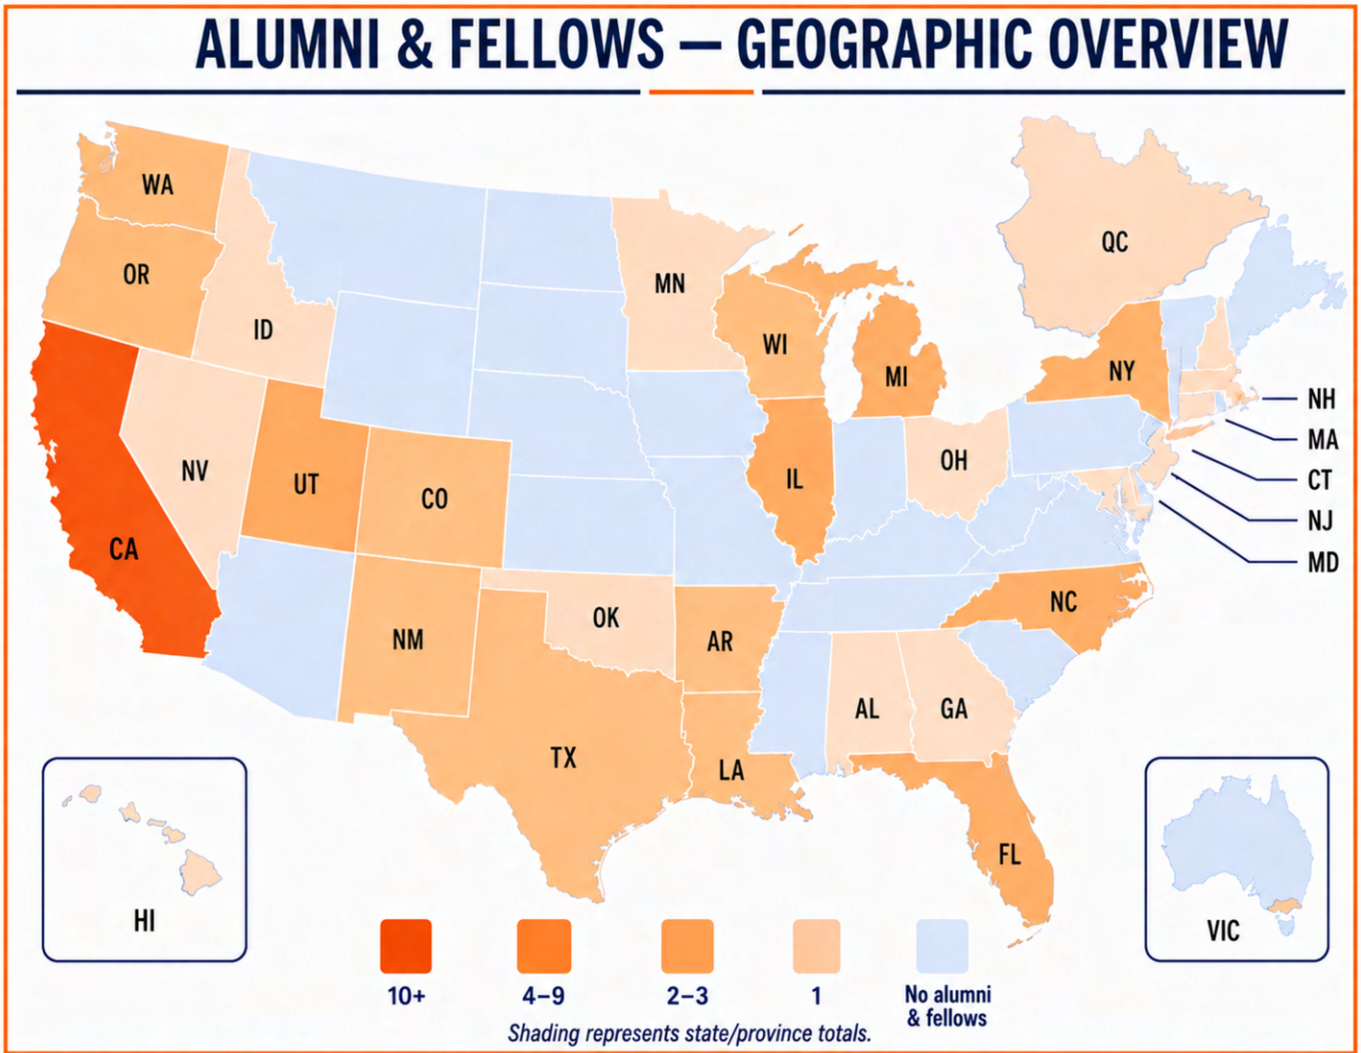 ALUMNI & FELLOWS — GEOGRAPHIC OVERVIEW
WA
OR
ID
MN
QC
WI
MI
NY
NH
MA
CT
NJ
MD
NV
UT
CO
IL
OH
CA
NM
OK
AR
NC
TX
LA
AL
GA
FL
HI
VIC
10+
4–9
2–3
1
No alumni
& fellows
Shading represents state/province totals.